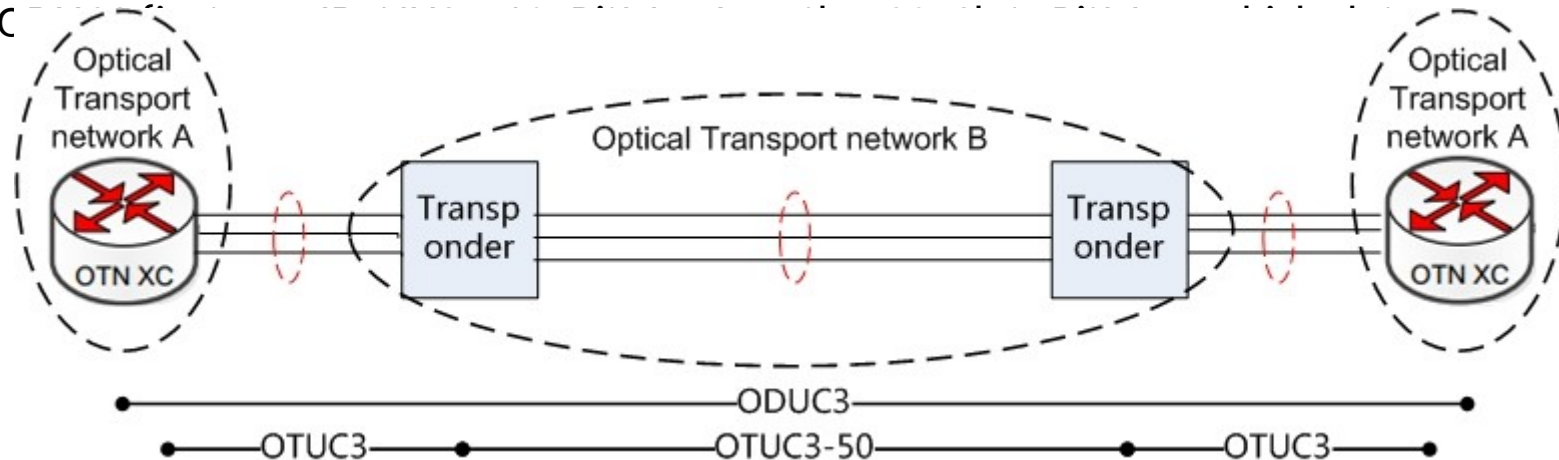 Optical
Transport
network A
OTN XC
Transp
onder
Optical Transport network B
Transp
onder
Optical
Transport
network A
OTN XC
ODUC3
OTUC3
OTUC3-50
OTUC3